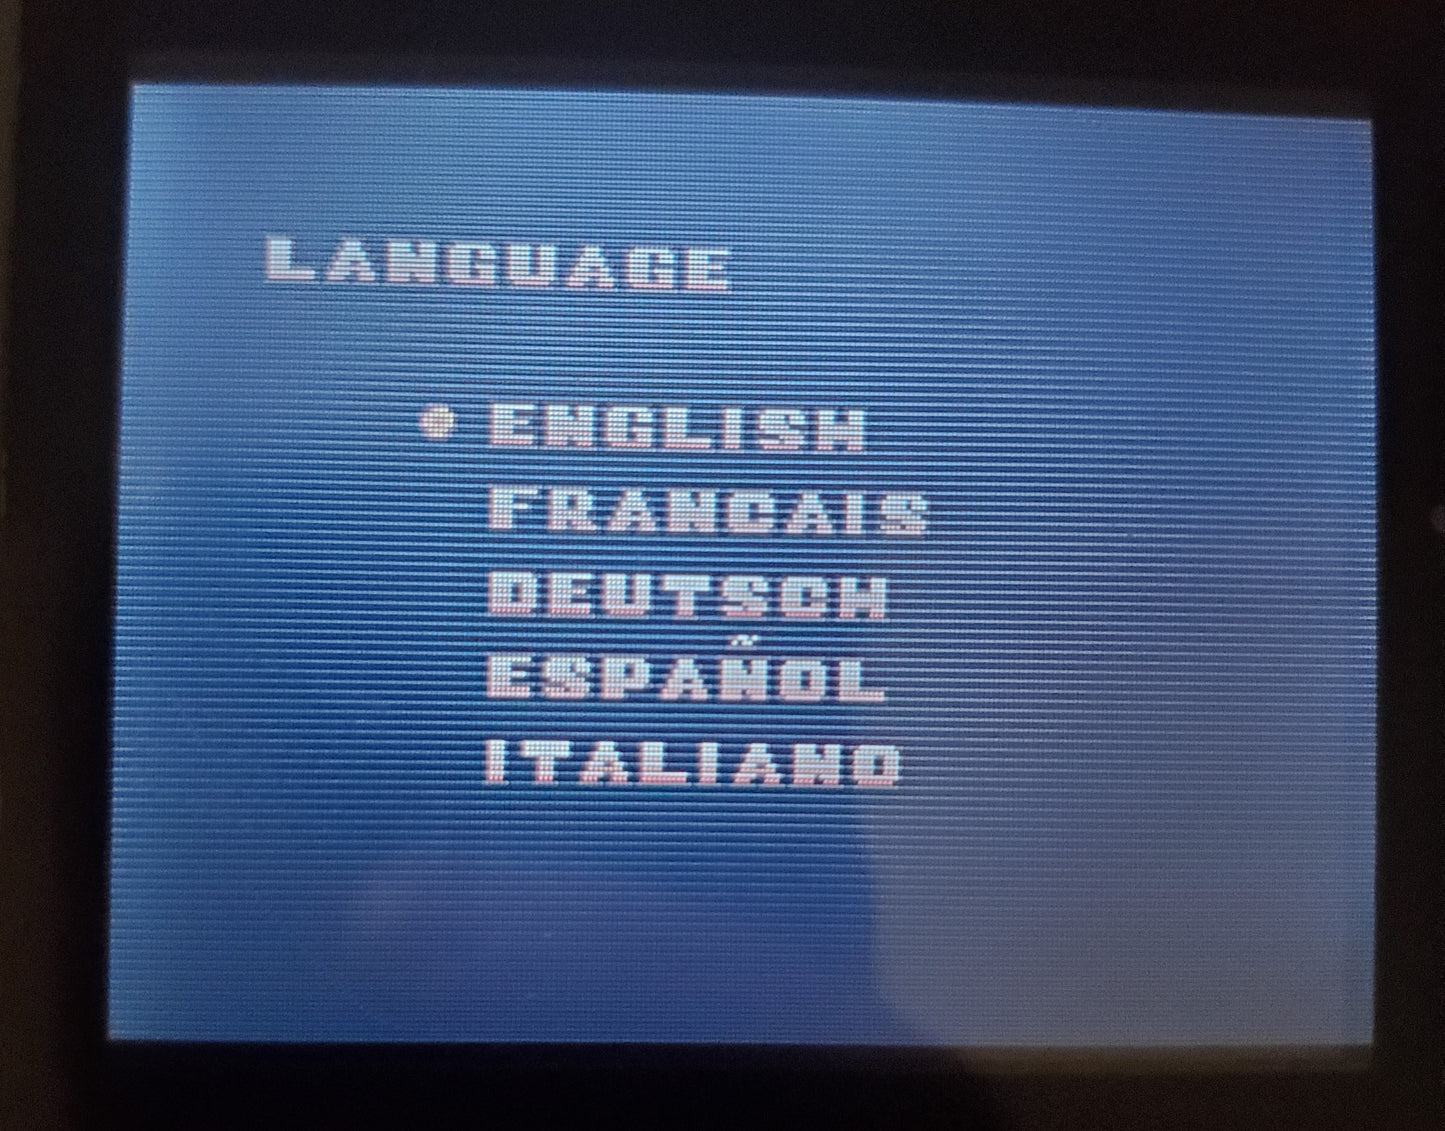 LANGUAGE
ENGLISH
FRANCAIS
DEUTSCH
ESPAÑOL
ITALIANO